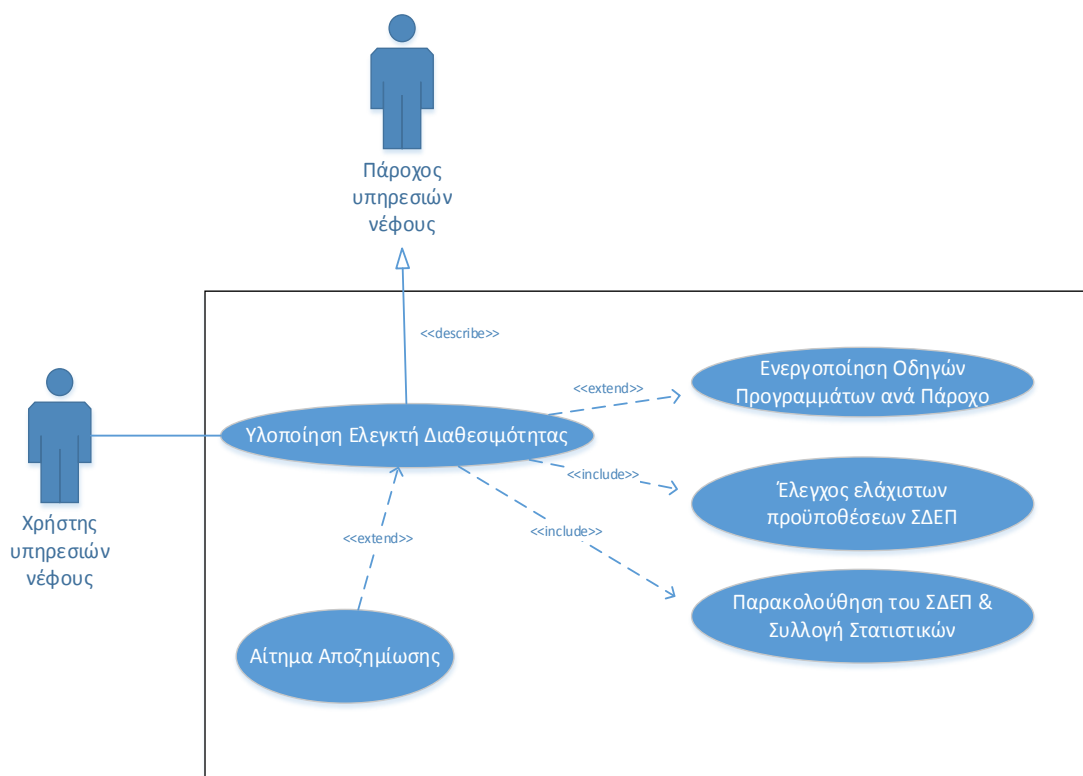 Πάροχος
υπηρεσιών
νέφους
<<describe>>
Ενεργοποίηση Οδηγών
Προγραμμάτων ανά Πάροχο
<<extend>>
Υλοποίηση Ελεγκτή Διαθεσιμότητας
<<include>>
Έλεγχος ελάχιστων
προϋποθέσεων ΣΔΕΠ
Χρήστης
υπηρεσιών
νέφους
<<include>>
<<extend>>
Παρακολούθηση του ΣΔΕΠ &
Συλλογή Στατιστικών
Αίτημα Αποζημίωσης